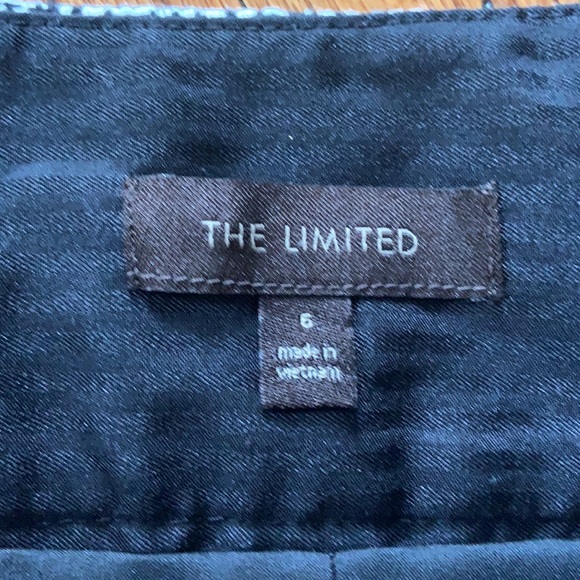 THE LIMITED
6
made in
vietnam